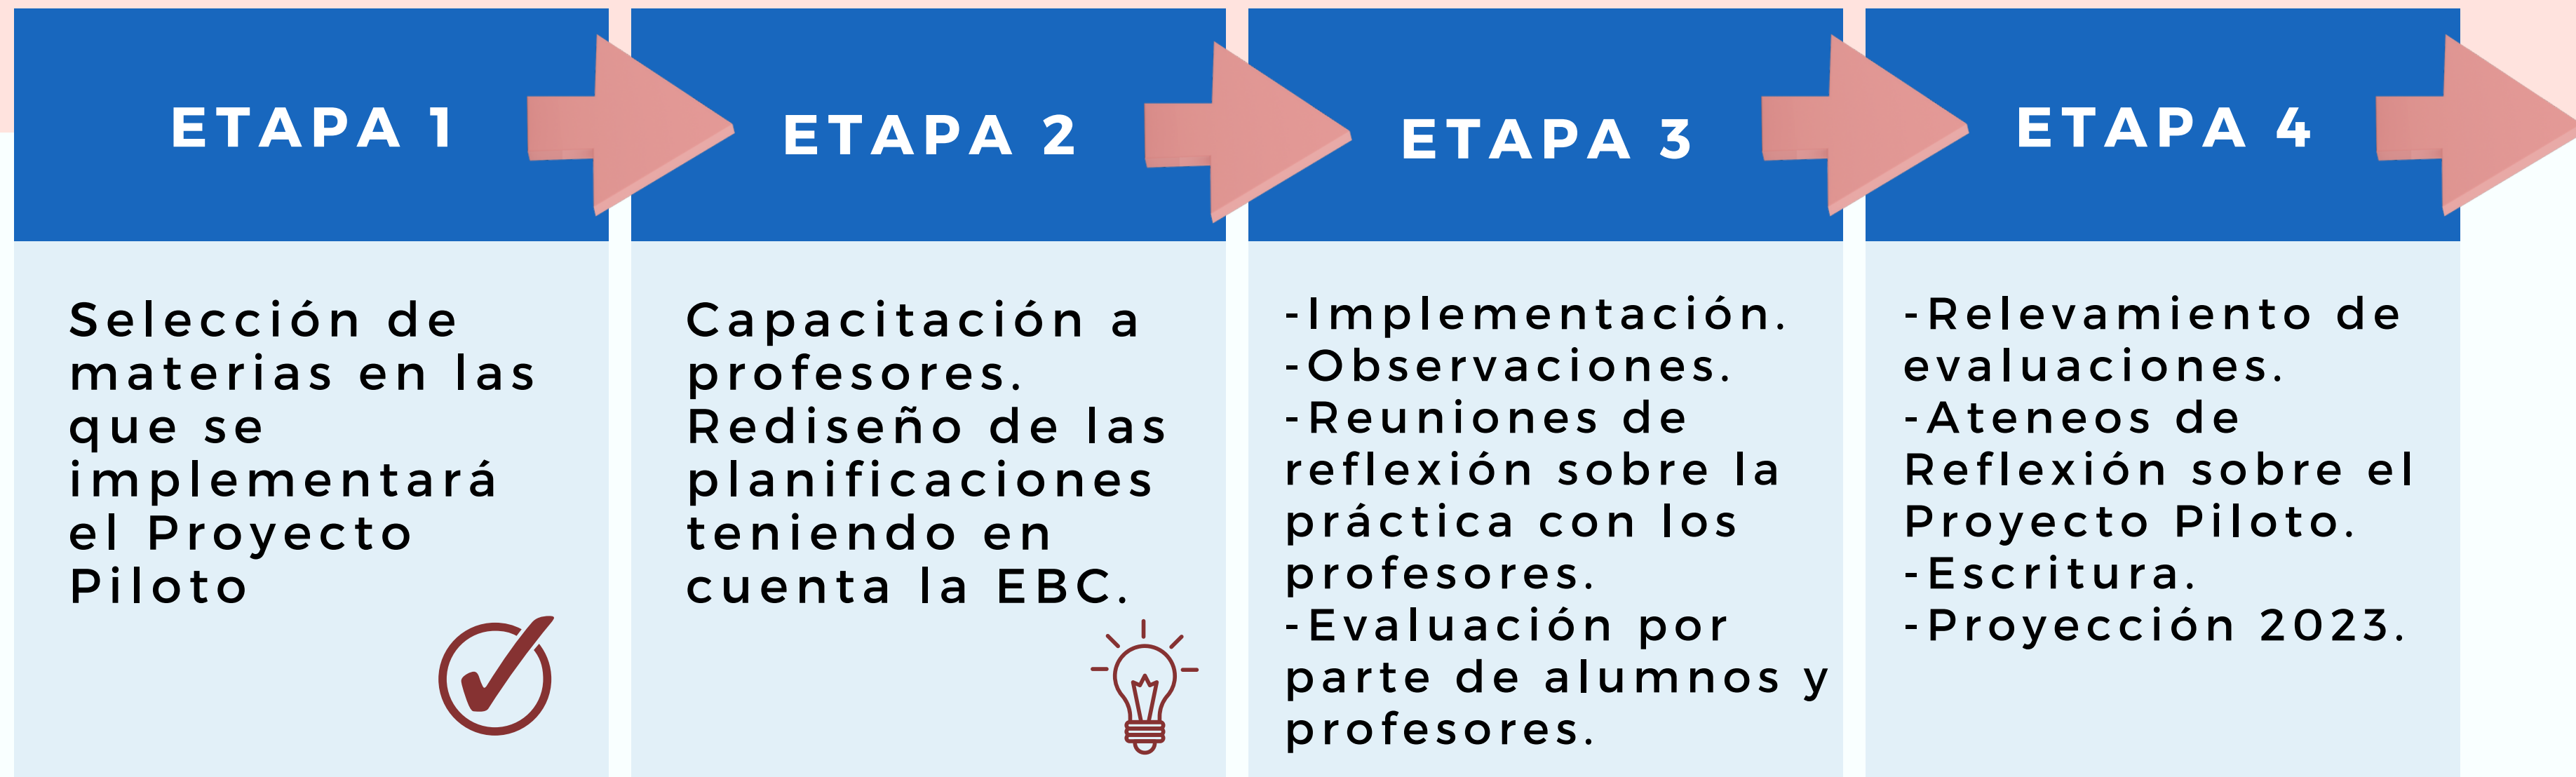 ETAPA 1
Selección de
materias en las
que se
implementará
el Proyecto
Piloto
ETAPA 2
Capacitación a
profesores.
Rediseño de las
planificaciones
teniendo en
cuenta la EBC.
ETAPA 3
-Implementación.
-Observaciones.
-Reuniones de
reflexión sobre la
práctica con los
profesores.
-Evaluación por
parte de alumnos y
profesores.
ETAPA 4
-Relevamiento de
evaluaciones.
-Ateneos de
Reflexión sobre el
Proyecto Piloto.
-Escritura.
-Proyección 2023.